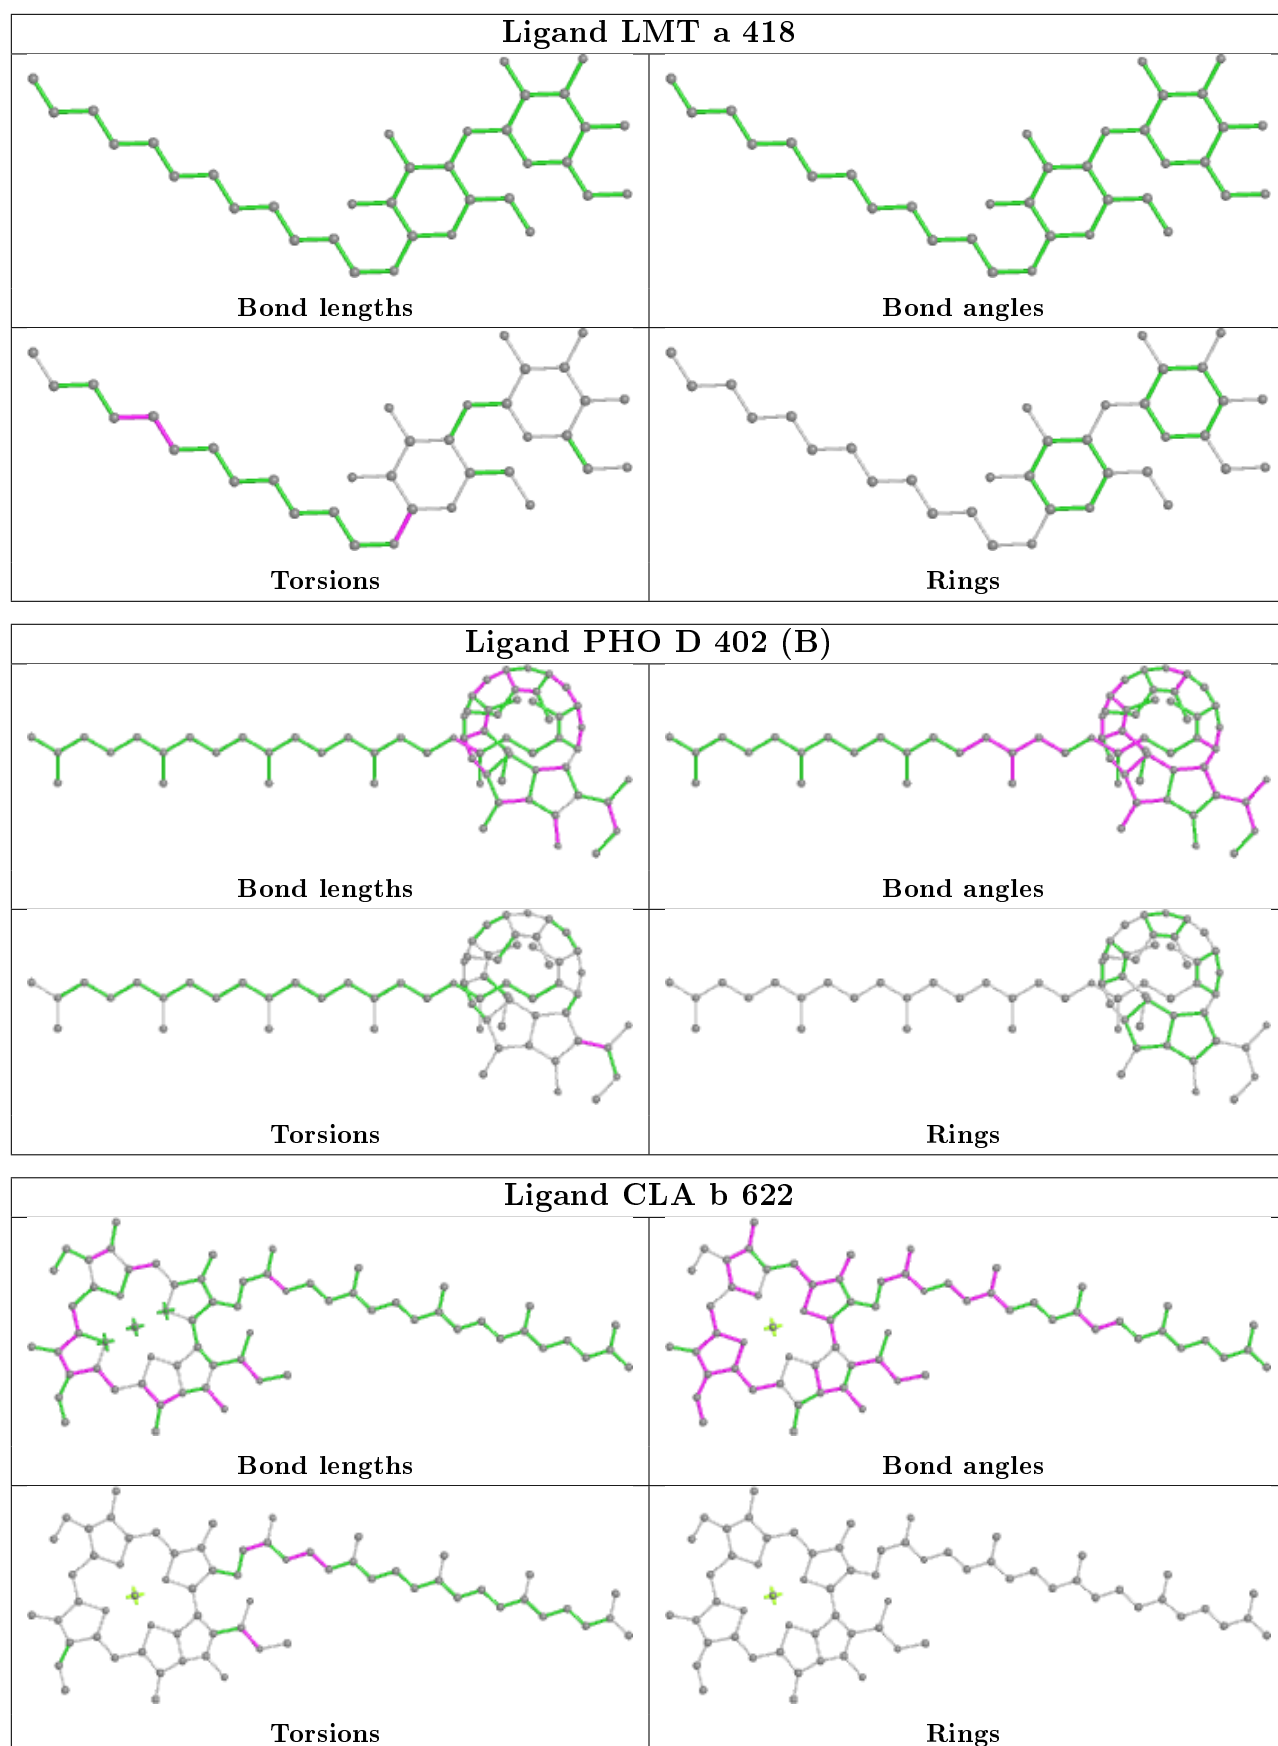 Ligand LMT a 418
Bond lengths
Bond angles
Torsions
Rings
Ligand PHO D 402 (B)
Bond lengths
Bond angles
Torsions
Rings
Ligand CLA b 622
Bond lengths
Bond angles
Torsions
Rings